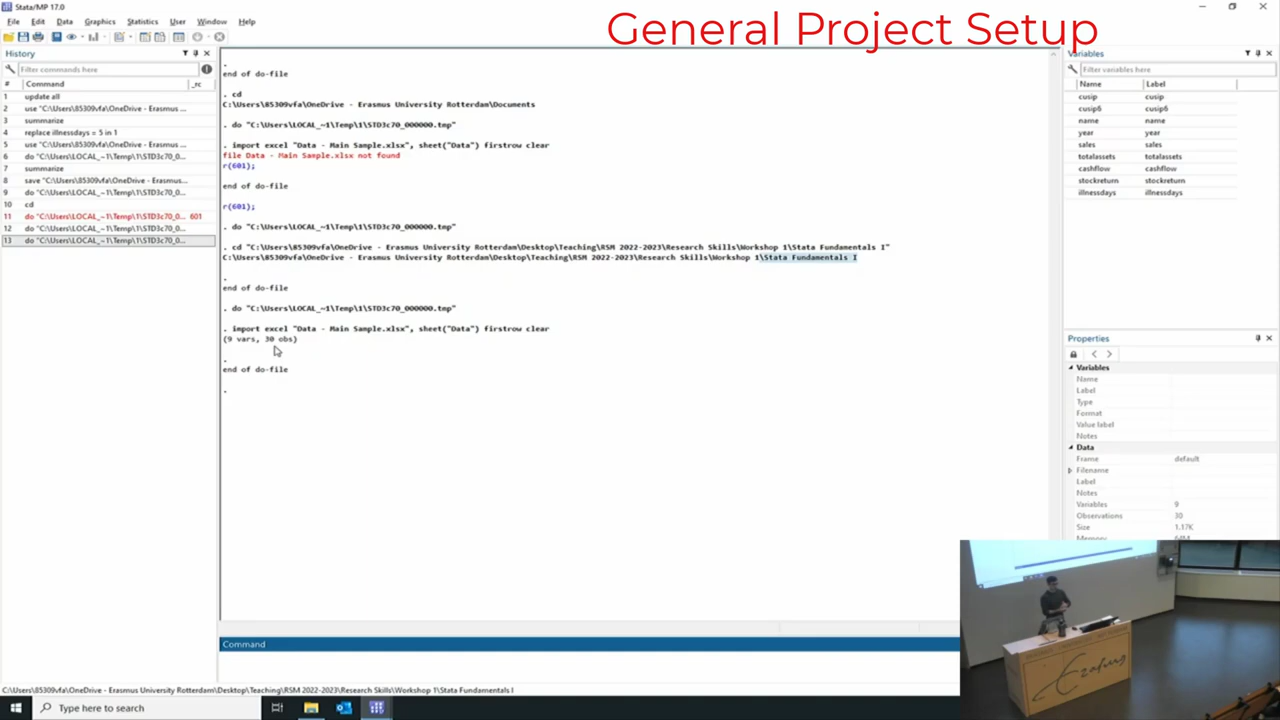 Stata/MP 17.0
General Project Setup
File Edit Data Graphics Statistics User Window Help
History
Filter commands here
# Command _rc
1 update all
2 use "C:\Users\85309vfa\OneDrive - Erasmus ...
3 summarize
4 replace illnessdays = 5 in 1
5 use "C:\Users\85309vfa\OneDrive - Erasmus ...
6 do "C:\Users\LOCAL_~1\Temp\1\STD3c70_0...
7 summarize
8 save "C:\Users\85309vfa\OneDrive - Erasmus...
9 do "C:\Users\LOCAL_~1\Temp\1\STD3c70_0...
10 cd
11 do "C:\Users\LOCAL_~1\Temp\1\STD3c70_0... 601
12 do "C:\Users\LOCAL_~1\Temp\1\STD3c70_0...
13 do "C:\Users\LOCAL_~1\Temp\1\STD3c70_0...
.
end of do-file
. cd
C:\Users\85309vfa\OneDrive - Erasmus University Rotterdam\Documents
. do "C:\Users\LOCAL_~1\Temp\1\STD3c70_000000.tmp"
. import excel "Data - Main Sample.xlsx", sheet("Data") firstrow clear
file Data - Main Sample.xlsx not found
r(601);
end of do-file
r(601);
. do "C:\Users\LOCAL_~1\Temp\1\STD3c70_000000.tmp"
. cd "C:\Users\85309vfa\OneDrive - Erasmus University Rotterdam\Desktop\Teaching\RSM 2022-2023\Research Skills\Workshop 1\Stata Fundamentals I"
C:\Users\85309vfa\OneDrive - Erasmus University Rotterdam\Desktop\Teaching\RSM 2022-2023\Research Skills\Workshop 1\Stata Fundamentals I
.
end of do-file
. do "C:\Users\LOCAL_~1\Temp\1\STD3c70_000000.tmp"
. import excel "Data - Main Sample.xlsx", sheet("Data") firstrow clear
(9 vars, 30 obs)
.
end of do-file
.
Command
Variables
Filter variables here
Name Label
cusip cusip
cusip6 cusip6
name name
year year
sales sales
totalassets totalassets
cashflow cashflow
stockreturn stockreturn
illnessdays illnessdays
Properties
Variables
Name
Label
Type
Format
Value label
Notes
Data
Frame default
Filename
Label
Notes
Variables 9
Observations 30
Size 1.17K
Memory 64M
Erasmus
C:\Users\85309vfa\OneDrive - Erasmus University Rotterdam\Desktop\Teaching\RSM 2022-2023\Research Skills\Workshop 1\Stata Fundamentals I
Type here to search